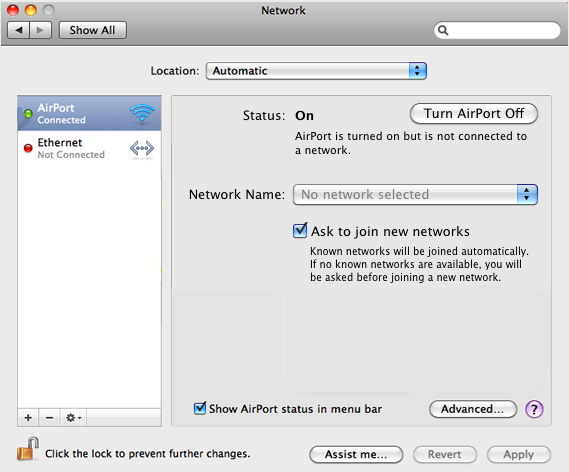 Network
Show All
Location: Automatic
AirPort
Connected
Ethernet
Not Connected
Status: On
Turn AirPort Off
AirPort is turned on but is not connected to
a network.
Network Name: No network selected
Ask to join new networks
Known networks will be joined automatically.
If no known networks are available, you will
be asked before joining a new network.
Show AirPort status in menu bar
Advanced...
?
Click the lock to prevent further changes.
Assist me...
Revert
Apply